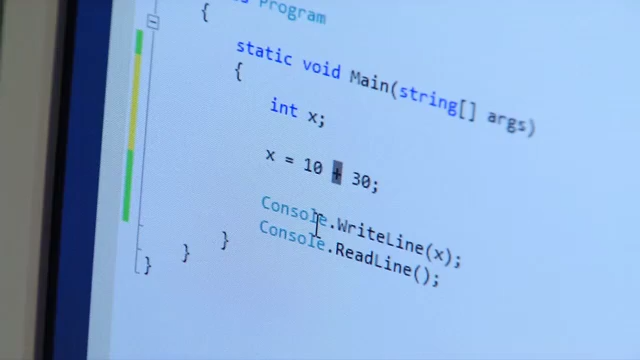 Program
{
static void Main(string[] args)
{
int x;
x = 10 + 30;
Console.WriteLine(x);
Console.ReadLine();
}
}
}